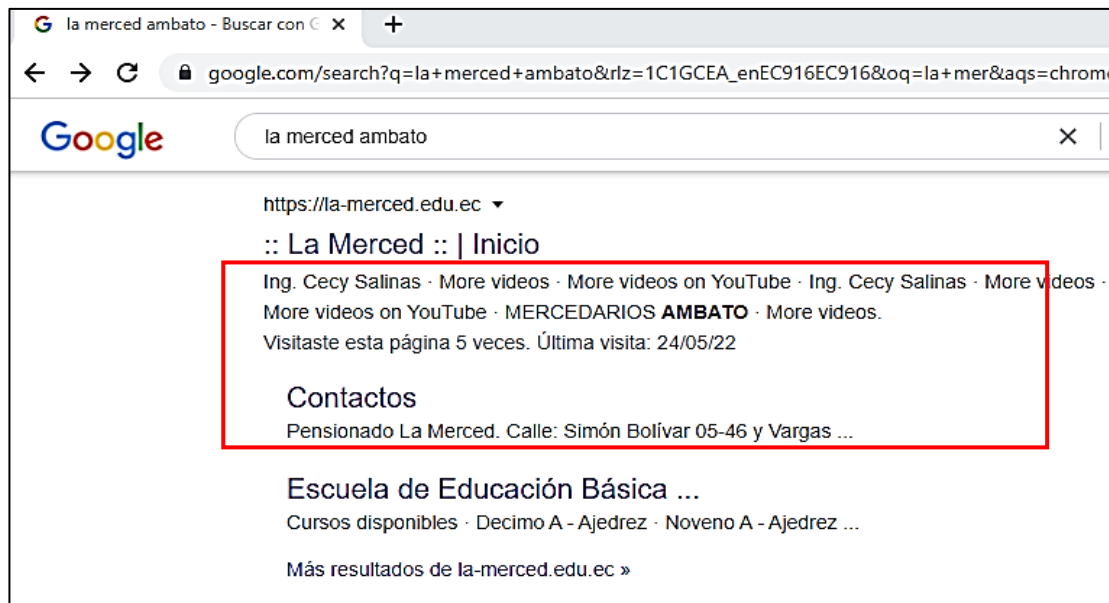 la merced ambato - Buscar con G
google.com/search?q=la+merced+ambato&rlz=1C1GCEA_enEC916EC916&oq=la+mer&aqs=chrome
Google
la merced ambato
https://la-merced.edu.ec
:: La Merced :: | Inicio
Ing. Cecy Salinas · More videos · More videos on YouTube · Ing. Cecy Salinas · More videos ·
More videos on YouTube · MERCEDARIOS AMBATO · More videos.
Visitaste esta página 5 veces. Última visita: 24/05/22
Contactos
Pensionado La Merced. Calle: Simón Bolívar 05-46 y Vargas ...
Escuela de Educación Básica ...
Cursos disponibles · Decimo A - Ajedrez · Noveno A - Ajedrez ...
Más resultados de la-merced.edu.ec »